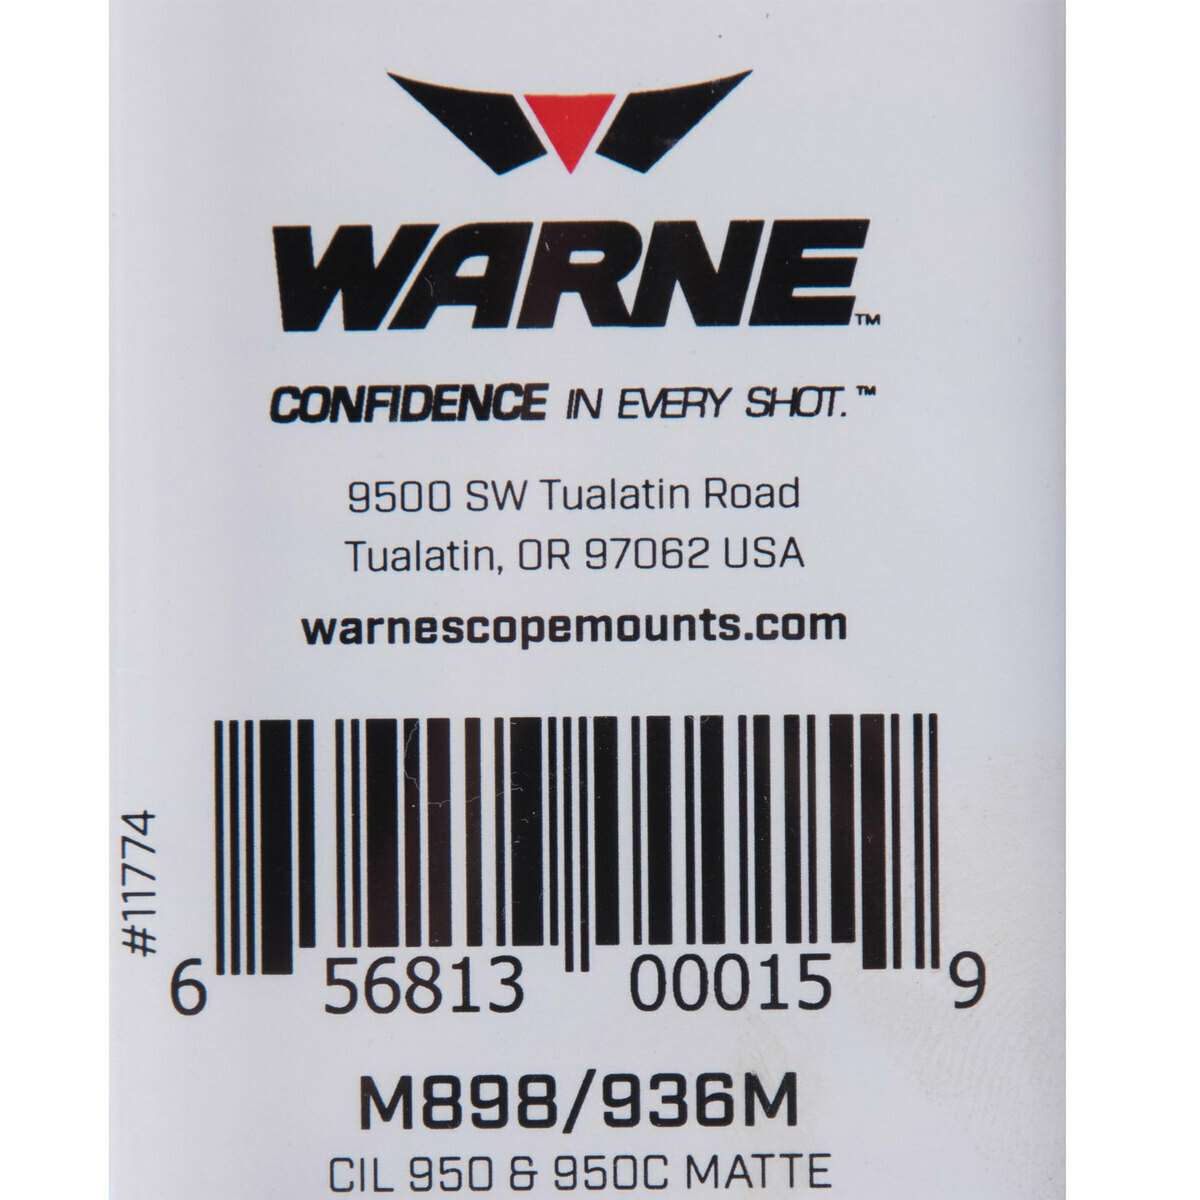 WARNE™
CONFIDENCE IN EVERY SHOT.™
9500 SW Tualatin Road
Tualatin, OR 97062 USA
warnescopemounts.com
#11774
6 56813 00015 9
M898/936M
CIL 950 & 950C MATTE